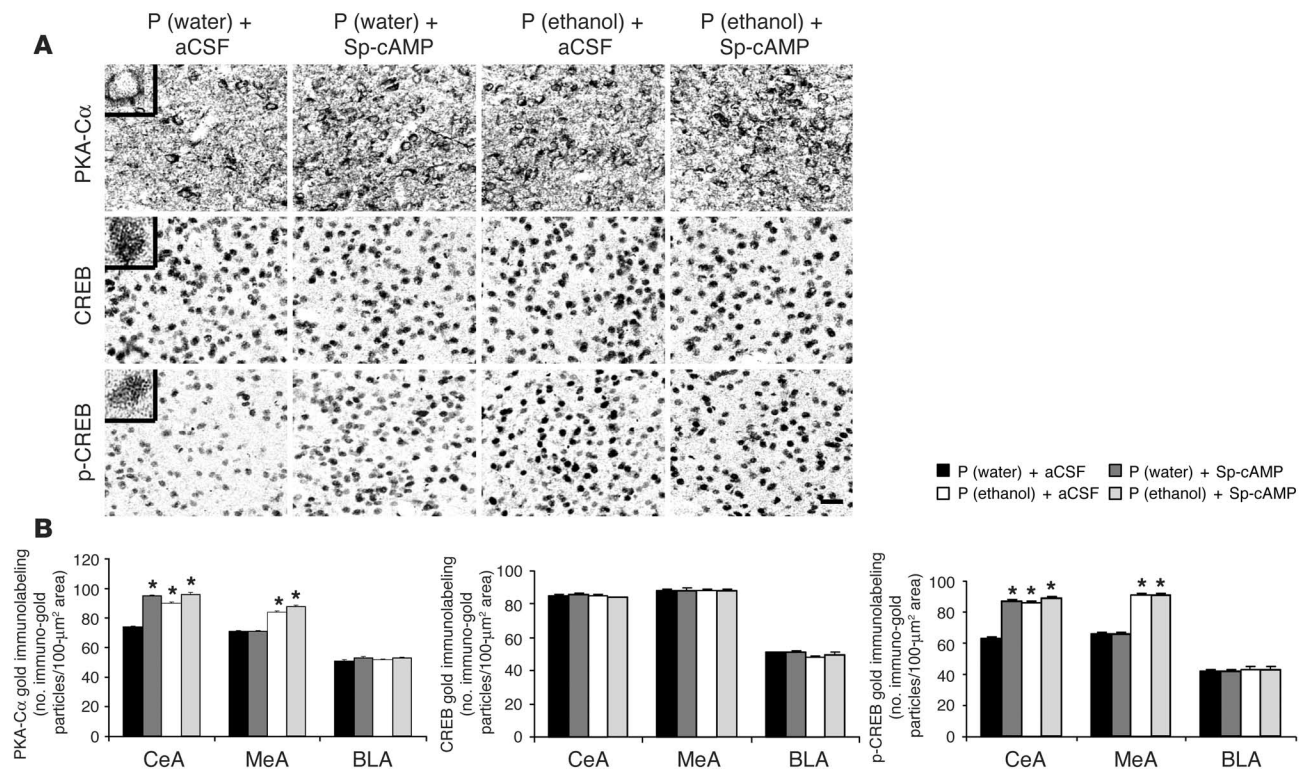 A
P (water) +
aCSF
P (water) +
Sp-cAMP
P (ethanol) +
aCSF
P (ethanol) +
Sp-cAMP
PKA-Cα
CREB
p-CREB
P (water) + aCSF
P (water) + Sp-cAMP
P (ethanol) + aCSF
P (ethanol) + Sp-cAMP
B
PKA-Cα gold immunolabeling
(no. immuno-gold
particles/100-μm² area)
120
100
80
60
40
20
0
* * *
* *
CeA MeA BLA
CREB gold immunolabeling
(no. immuno-gold
particles/100-μm² area)
100
80
60
40
20
0
CeA MeA BLA
p-CREB gold immunolabeling
(no. immuno-gold
particles/100-μm² area)
100
80
60
40
20
0
* * *
* *
CeA MeA BLA